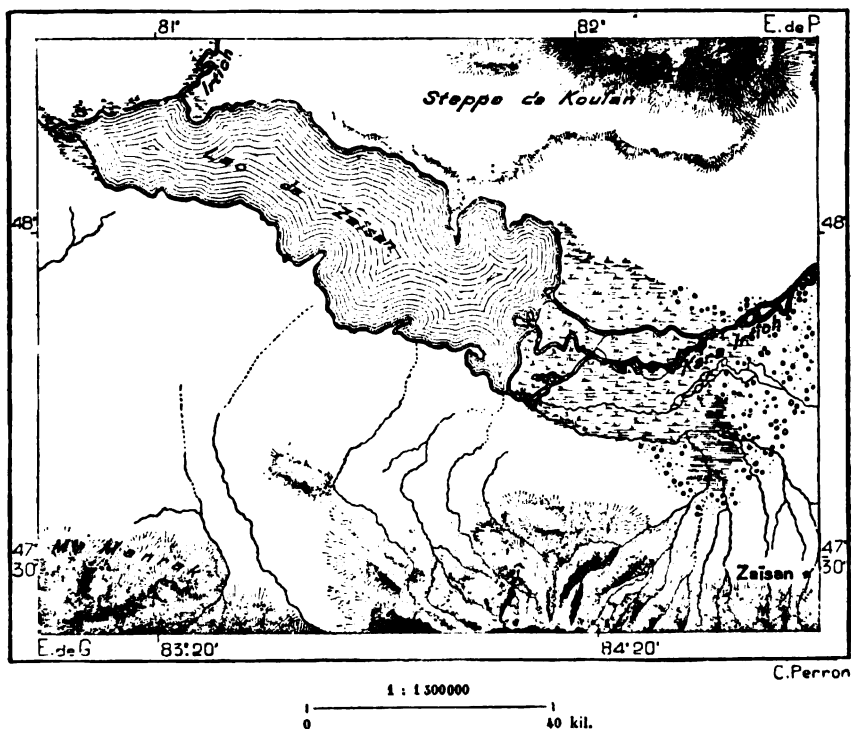 81°
82°
E. de P
Irtich
Steppe de Koulan
Lac de Zaïsan
48°
48°
Kara Irtich
47°
30'
47°
30'
Zaïsan
E. de G
83°20'
84°20'
C. Perron
1 : 1 300000
0
40 kil.